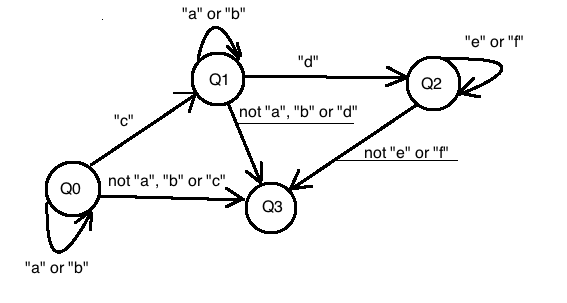 "a" or "b"
"e" or "f"
"d"
Q1
Q2
"c"
not "a", "b" or "d"
not "e" or "f"
Q0
not "a", "b" or "c"
Q3
"a" or "b"